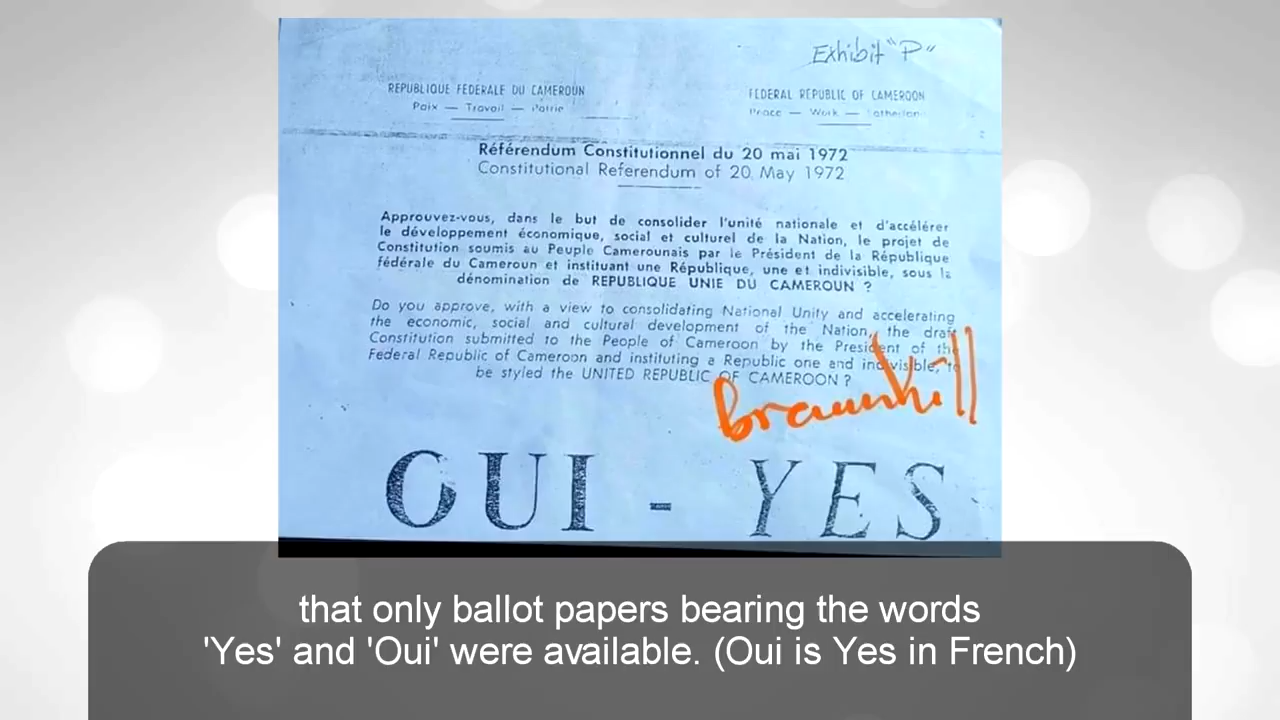 Exhibit "P"
REPUBLIQUE FÉDERALE DU CAMEROUN
Paix — Travail — Patrie
FEDERAL REPUBLIC OF CAMEROON
Peace — Work — Fatherland
Référendum Constitutionnel du 20 mai 1972
Constitutional Referendum of 20 May 1972
Approuvez-vous, dans le but de consolider l'unité nationale et d'accélérer
le développement économique, social et culturel de la Nation, le projet de
Constitution soumis au Peuple Camerounais par le Président de la République
fédérale du Cameroun et instituant une République, une et indivisible, sous la
dénomination de REPUBLIQUE UNIE DU CAMEROUN ?
Do you approve, with a view to consolidating National Unity and accelerating
the economic, social and cultural development of the Nation, the draft
Constitution submitted to the People of Cameroon by the President of the
Federal Republic of Cameroon and instituting a Republic one and indivisible, to
be styled the UNITED REPUBLIC OF CAMEROON ?
OUI - YES
that only ballot papers bearing the words
'Yes' and 'Oui' were available. (Oui is Yes in French)